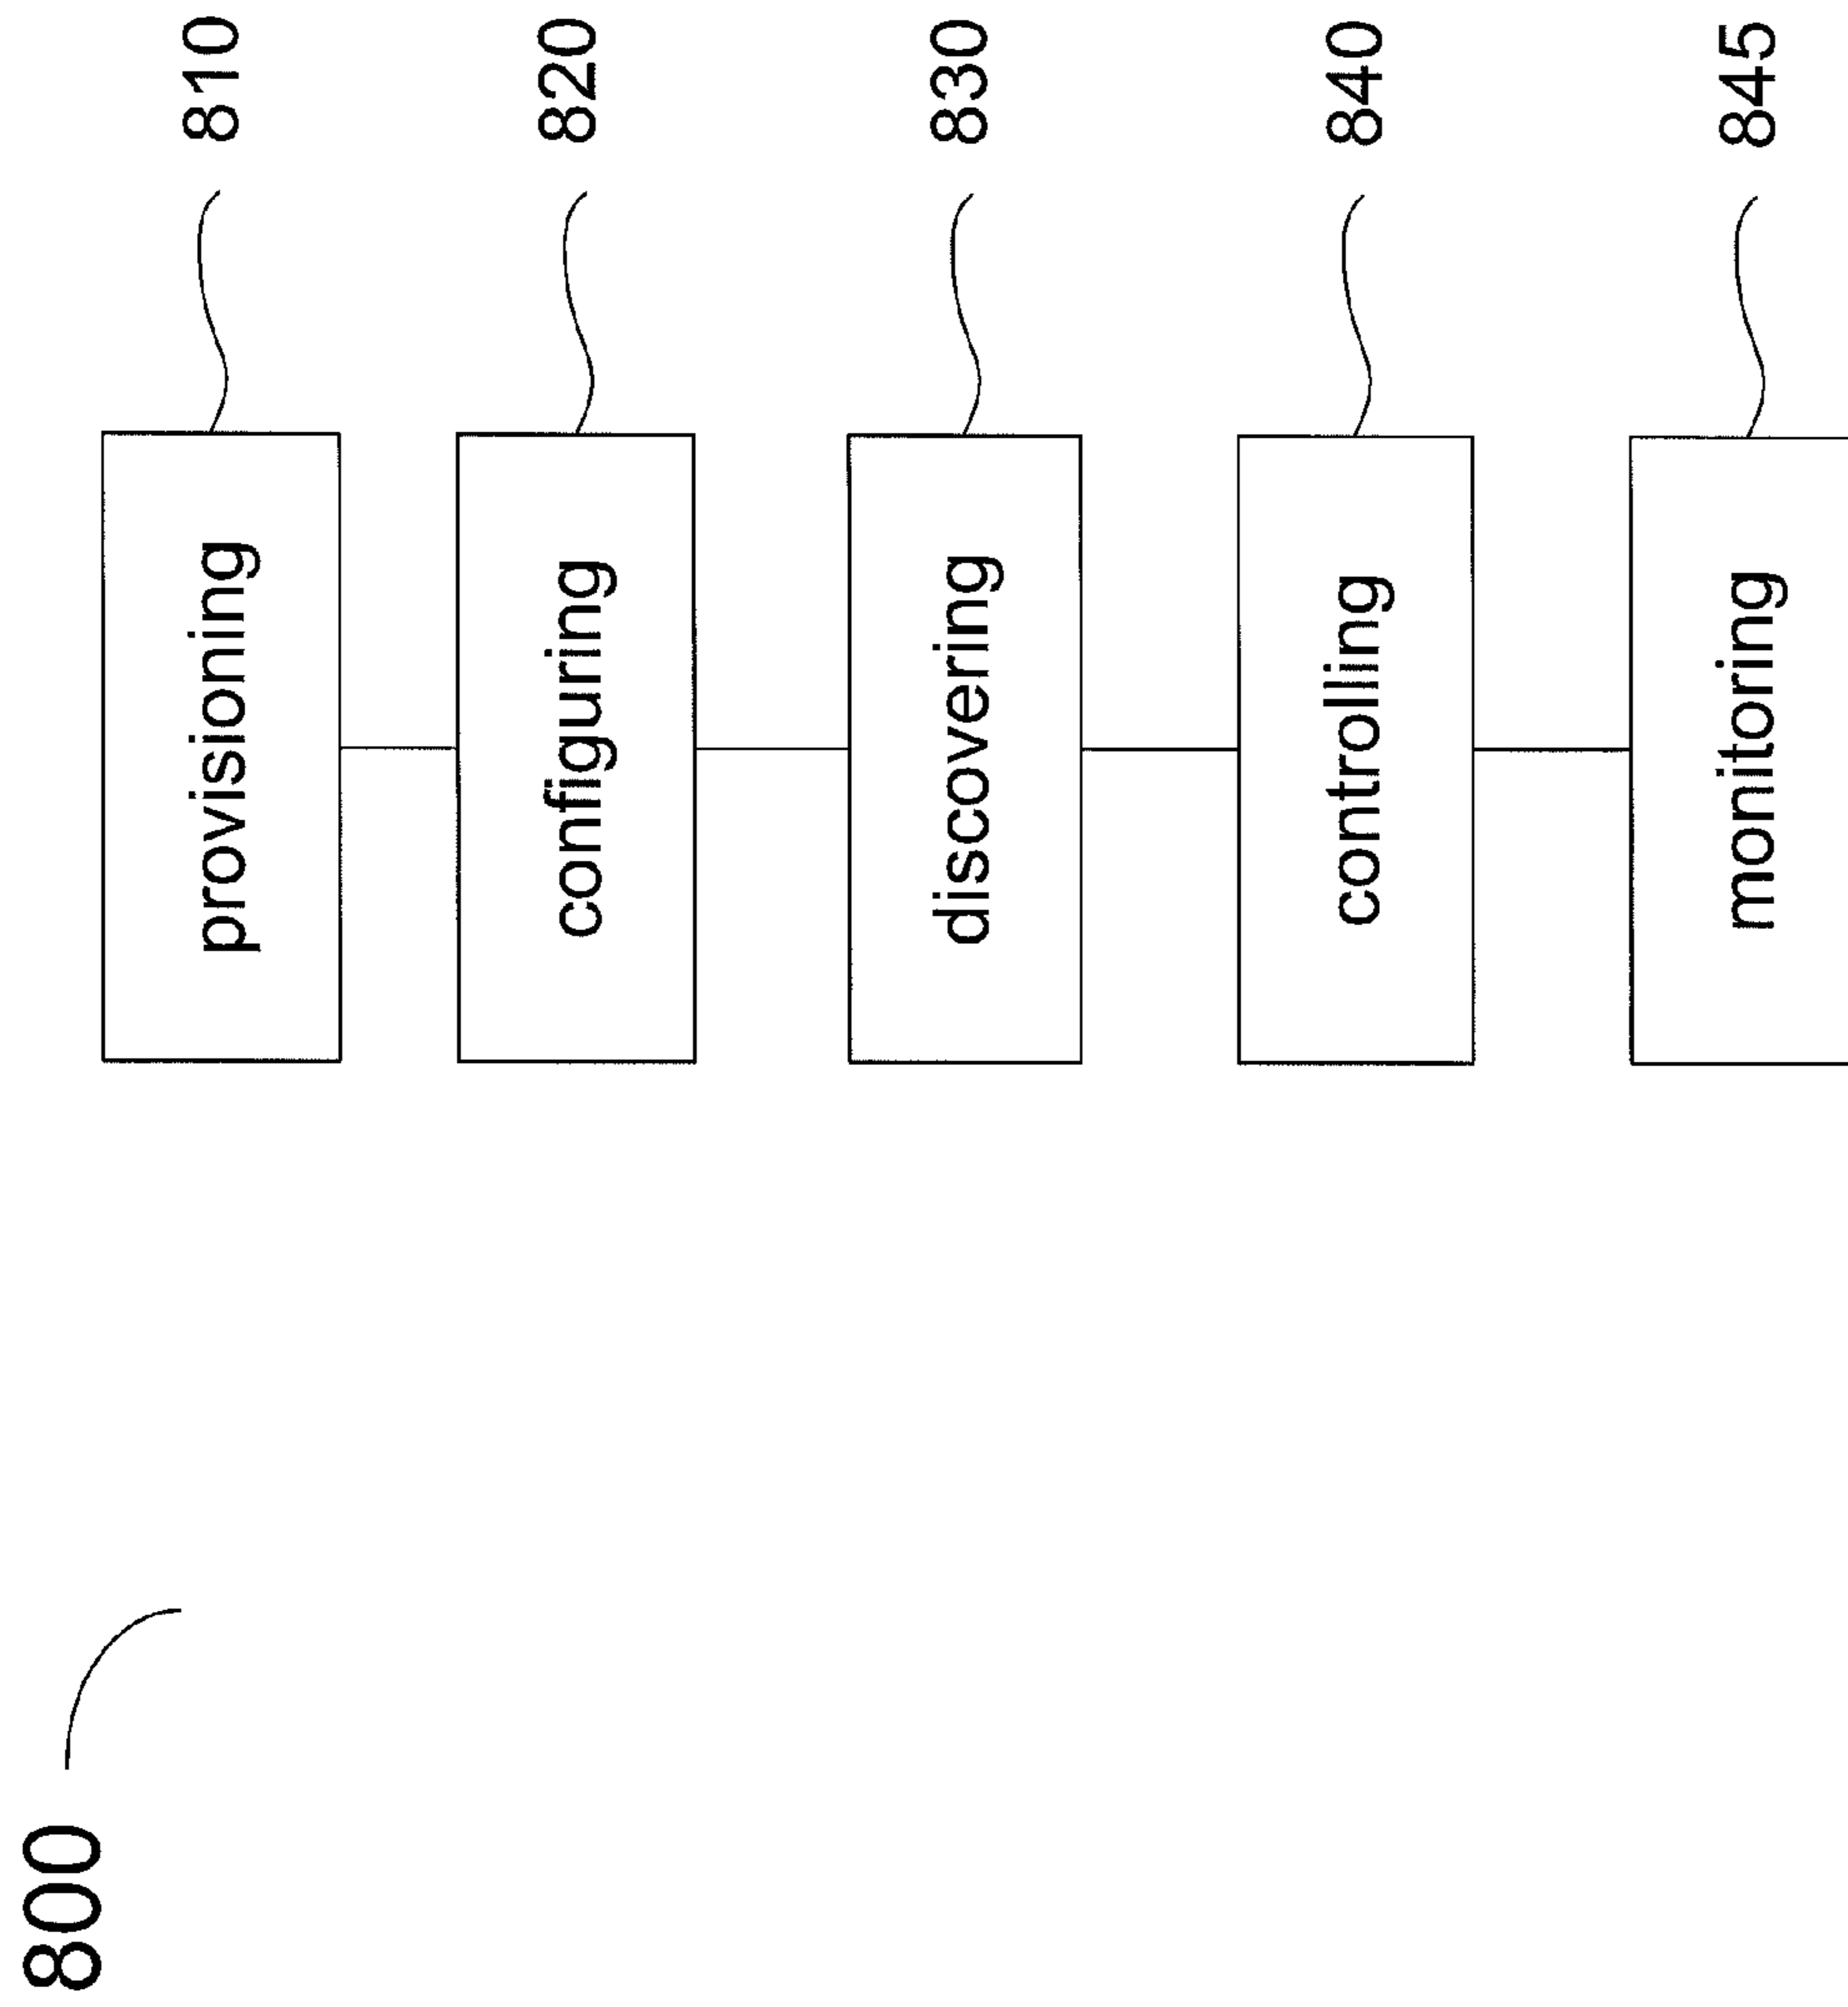 800
provisioning 810
configuring 820
discovering 830
controlling 840
monitoring 845